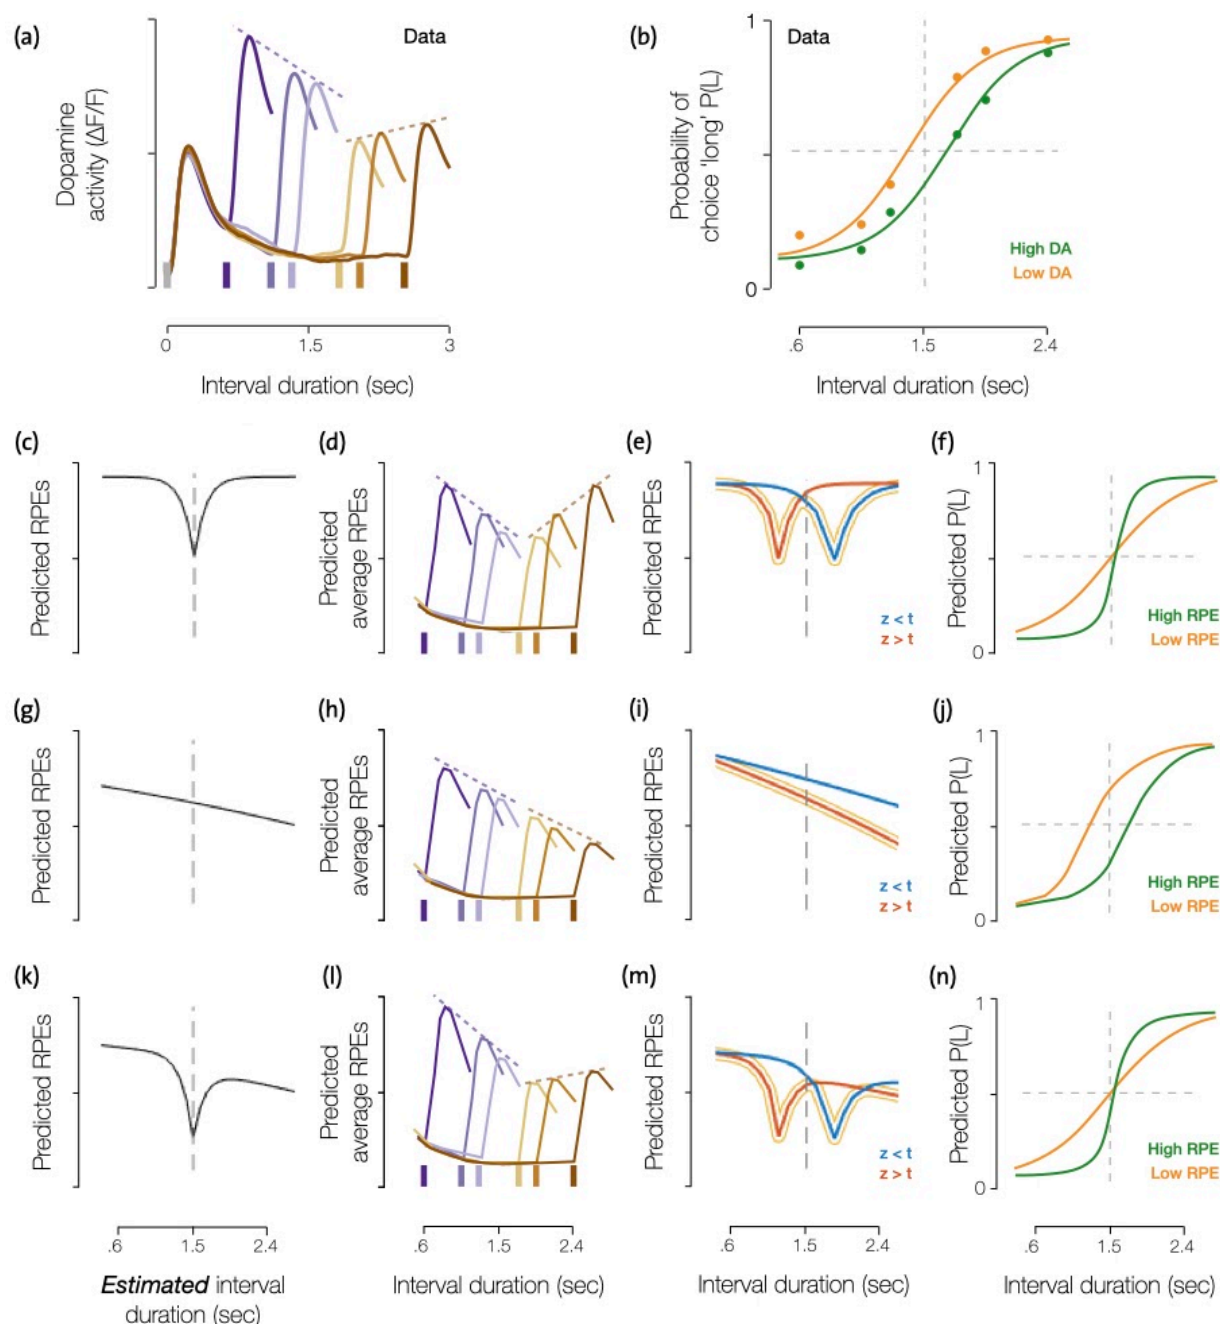 (a)
Data
Dopamine
activity (ΔF/F)
0
1.5
3
Interval duration (sec)
(b)
Data
1
0
Probability of
choice 'long' P(L)
High DA
Low DA
.6
1.5
2.4
Interval duration (sec)
(c)
Predicted RPEs
(d)
Predicted
average RPEs
(e)
Predicted RPEs
z < t
z > t
(f)
Predicted P(L)
1
0
High RPE
Low RPE
(g)
Predicted RPEs
(h)
Predicted
average RPEs
(i)
Predicted RPEs
z < t
z > t
(j)
Predicted P(L)
1
0
High RPE
Low RPE
(k)
Predicted RPEs
(l)
Predicted
average RPEs
(m)
Predicted RPEs
z < t
z > t
(n)
Predicted P(L)
1
0
High RPE
Low RPE
.6
1.5
2.4
Estimated interval
duration (sec)
.6
1.5
2.4
Interval duration (sec)
.6
1.5
2.4
Interval duration (sec)
.6
1.5
2.4
Interval duration (sec)